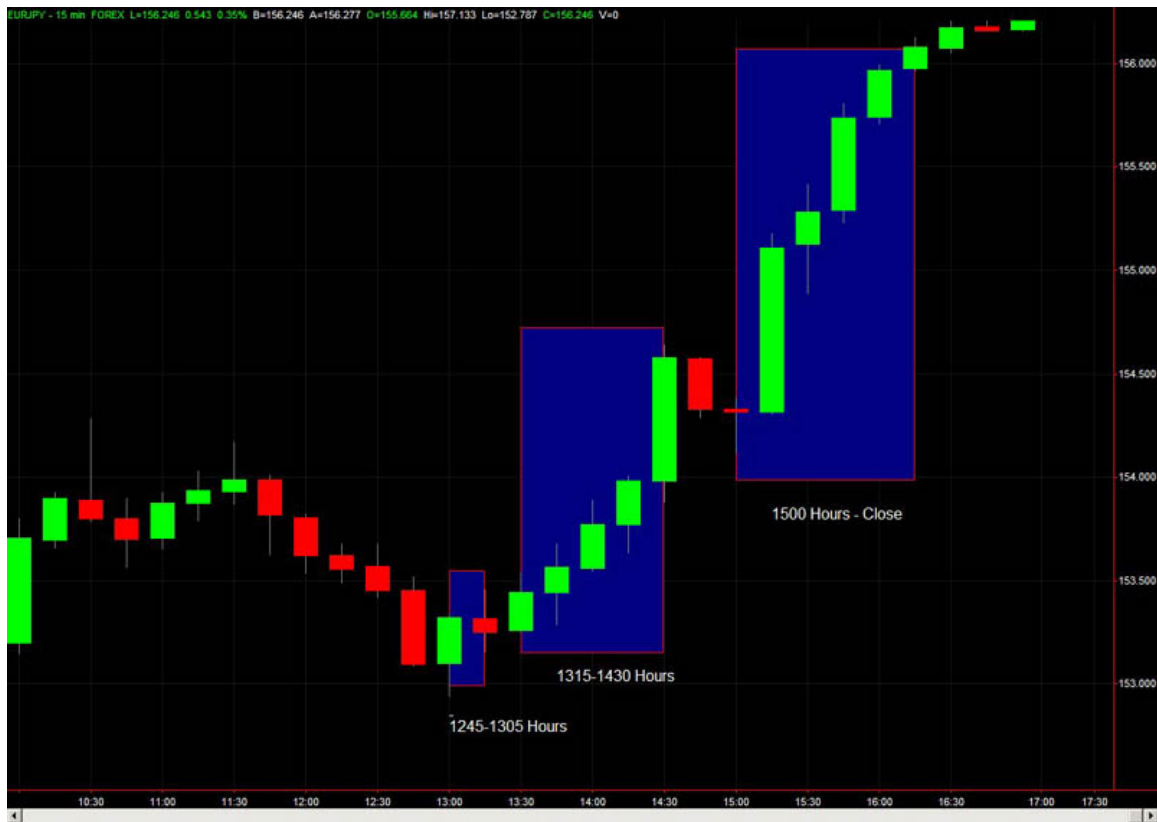 EURJPY - 15 min FOREX L=156.246 0.543 0.35% B=156.246 A=156.277 O=155.664 Hi=157.133 Lo=152.787 C=156.246 V=0
156.000
155.500
155.000
154.500
154.000
1500 Hours - Close
153.500
1315-1430 Hours
153.000
1245-1305 Hours
10:30 11:00 11:30 12:00 12:30 13:00 13:30 14:00 14:30 15:00 15:30 16:00 16:30 17:00 17:30